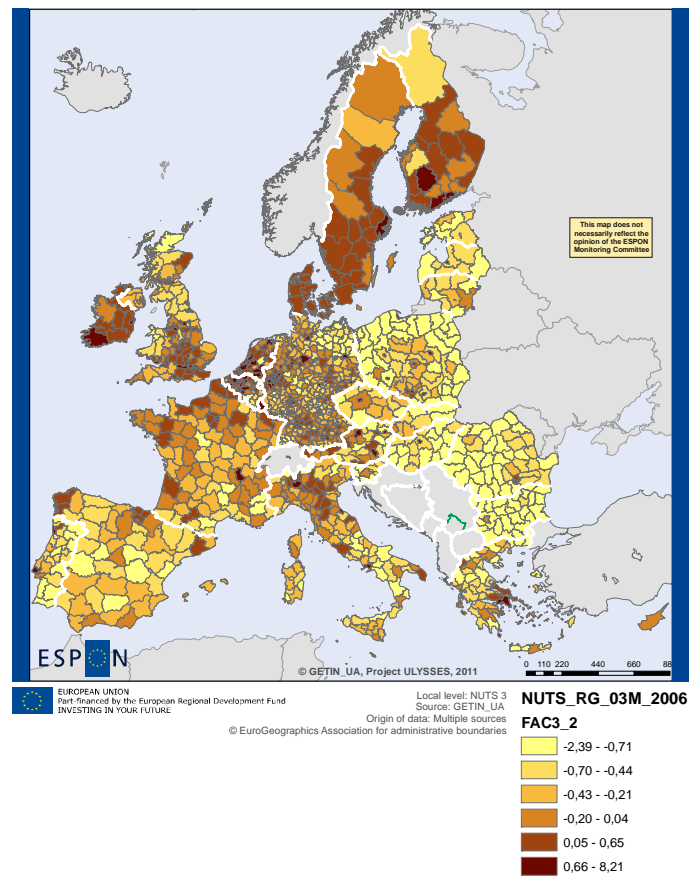 This map does not
necessarily reflect the
opinion of the ESPON
Monitoring Committee
ESPON
© GETIN_UA, Project ULYSSES, 2011
0 110 220 440 660 88
EUROPEAN UNION
Part-financed by the European Regional Development Fund
INVESTING IN YOUR FUTURE
Local level: NUTS 3
Source: GETIN_UA
Origin of data: Multiple sources
© EuroGeographics Association for administrative boundaries
NUTS_RG_03M_2006
FAC3_2
-2,39 - -0,71
-0,70 - -0,44
-0,43 - -0,21
-0,20 - 0,04
0,05 - 0,65
0,66 - 8,21